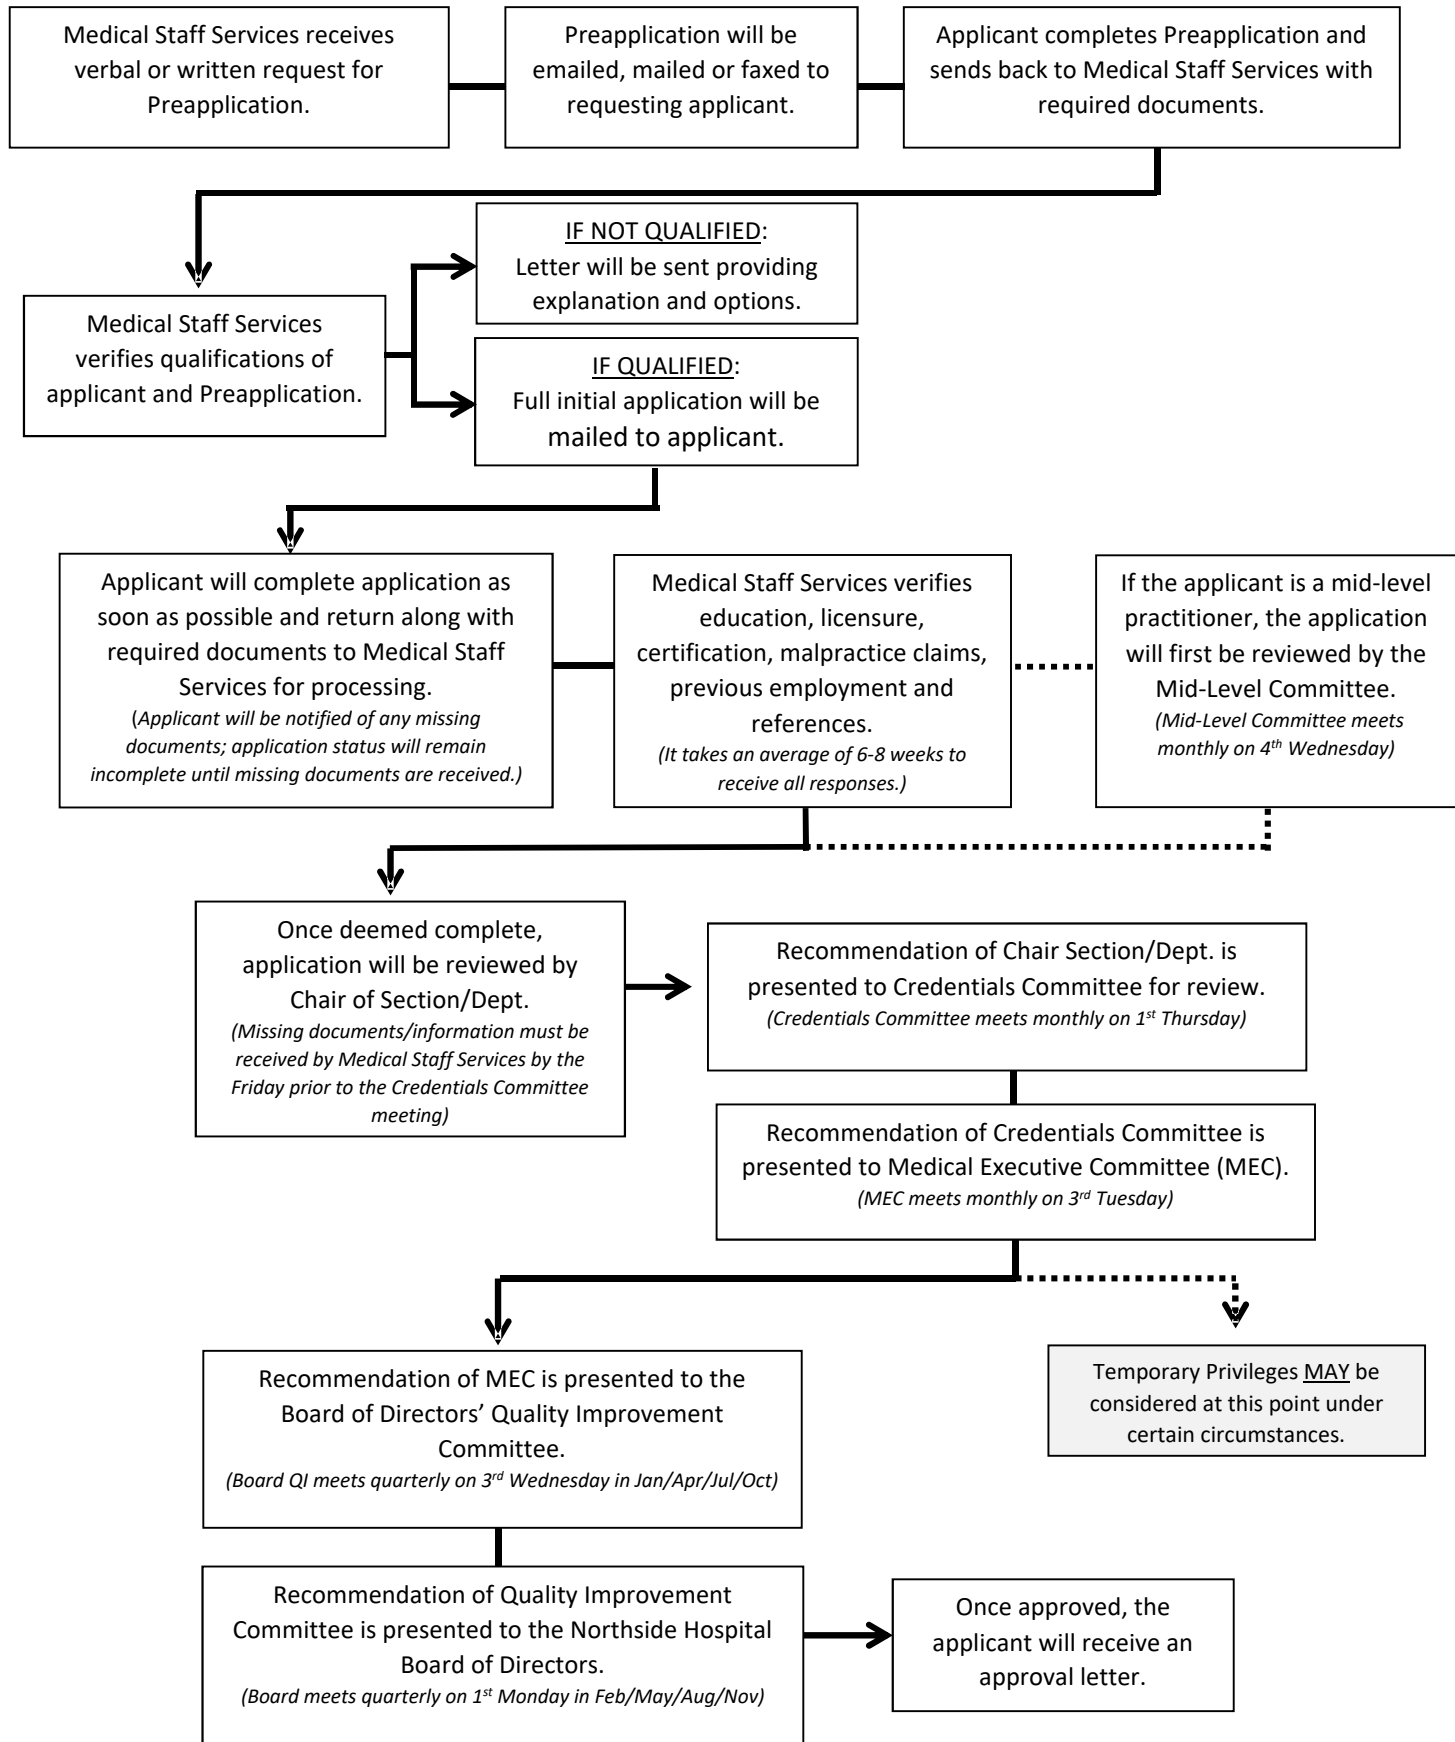 Medical Staff Services receives
verbal or written request for
Preapplication.
Preapplication will be
emailed, mailed or faxed to
requesting applicant.
Applicant completes Preapplication and
sends back to Medical Staff Services with
required documents.
IF NOT QUALIFIED:
Letter will be sent providing
explanation and options.
Medical Staff Services
verifies qualifications of
applicant and Preapplication.
IF QUALIFIED:
Full initial application will be
mailed to applicant.
Applicant will complete application as
soon as possible and return along with
required documents to Medical Staff
Services for processing.
(Applicant will be notified of any missing
documents; application status will remain
incomplete until missing documents are received.)
Medical Staff Services verifies
education, licensure,
certification, malpractice claims,
previous employment and
references.
(It takes an average of 6-8 weeks to
receive all responses.)
If the applicant is a mid-level
practitioner, the application
will first be reviewed by the
Mid-Level Committee.
(Mid-Level Committee meets
monthly on 4th Wednesday)
Once deemed complete,
application will be reviewed by
Chair of Section/Dept.
(Missing documents/information must be
received by Medical Staff Services by the
Friday prior to the Credentials Committee
meeting)
Recommendation of Chair Section/Dept. is
presented to Credentials Committee for review.
(Credentials Committee meets monthly on 1st Thursday)
Recommendation of Credentials Committee is
presented to Medical Executive Committee (MEC).
(MEC meets monthly on 3rd Tuesday)
Recommendation of MEC is presented to the
Board of Directors’ Quality Improvement
Committee.
(Board QI meets quarterly on 3rd Wednesday in Jan/Apr/Jul/Oct)
Temporary Privileges MAY be
considered at this point under
certain circumstances.
Recommendation of Quality Improvement
Committee is presented to the Northside Hospital
Board of Directors.
(Board meets quarterly on 1st Monday in Feb/May/Aug/Nov)
Once approved, the
applicant will receive an
approval letter.